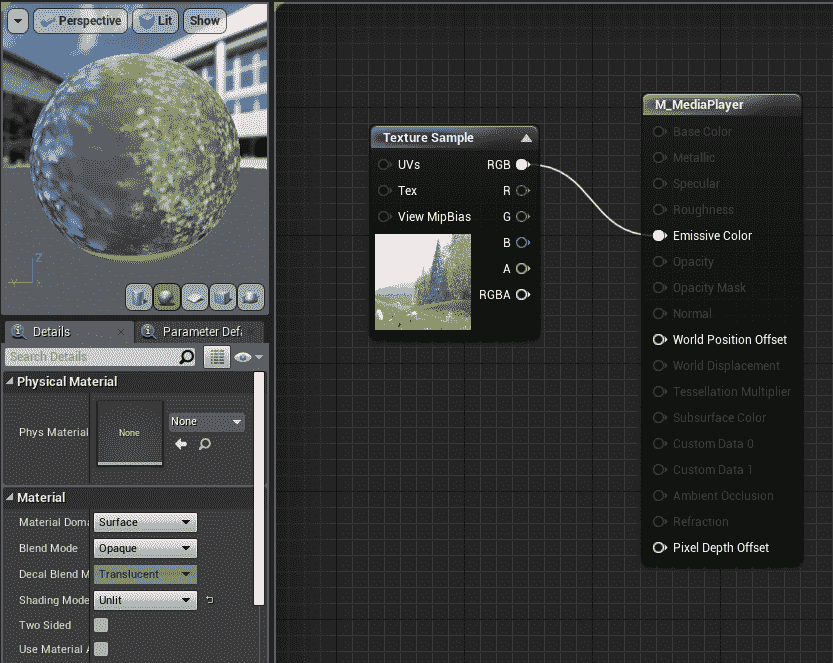 Perspective
Lit
Show
Z
Y
Details
Parameter Def
Search Details
Physical Material
Phys Material
None
None
Material
Material Dom
Surface
Blend Mode
Opaque
Decal Blend M
Translucent
Shading Mode
Unlit
Two Sided
Use Material A
Texture Sample
UVs
RGB
Tex
R
View MipBias
G
B
A
RGBA
M_MediaPlayer
Base Color
Metallic
Specular
Roughness
Emissive Color
Opacity
Opacity Mask
Normal
World Position Offset
World Displacement
Tessellation Multiplier
Subsurface Color
Custom Data 0
Custom Data 1
Ambient Occlusion
Refraction
Pixel Depth Offset